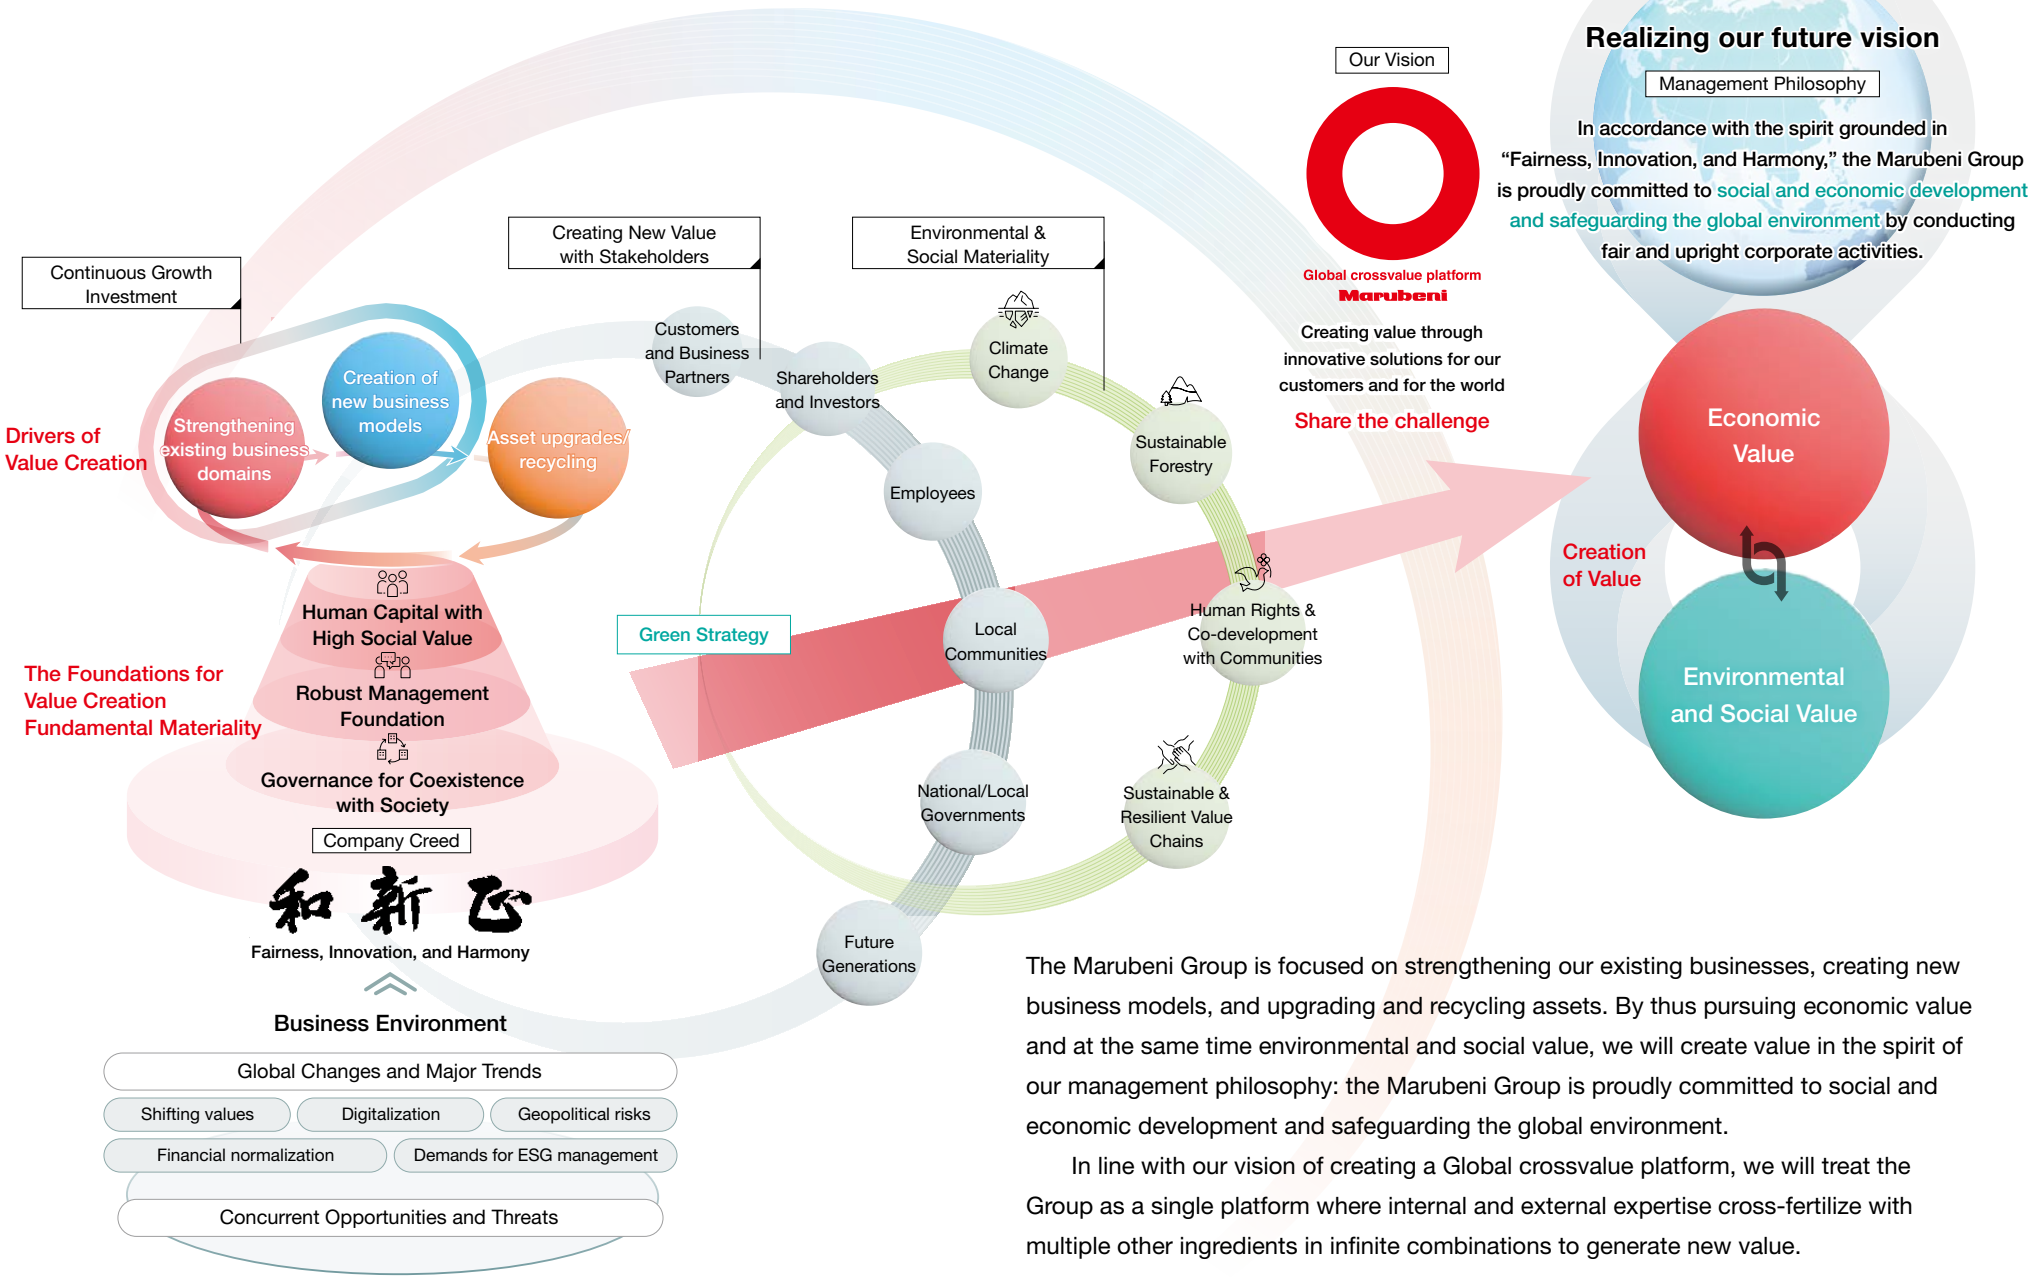 Continuous Growth
Investment
Creating New Value
with Stakeholders
Environmental &
Social Materiality
Our Vision
Global crossvalue platform
Marubeni
Creating value through
innovative solutions for our
customers and for the world
Share the challenge
Realizing our future vision
Management Philosophy
In accordance with the spirit grounded in
“Fairness, Innovation, and Harmony,” the Marubeni Group
is proudly committed to social and economic development
and safeguarding the global environment by conducting
fair and upright corporate activities.
Drivers of
Value Creation
Strengthening
existing business
domains
Creation of
new business
models
Asset upgrades/
recycling
Customers
and Business
Partners
Shareholders
and Investors
Employees
Local
Communities
National/Local
Governments
Future
Generations
Climate
Change
Sustainable
Forestry
Human Rights &
Co-development
with Communities
Sustainable &
Resilient Value
Chains
Green Strategy
Creation
of Value
Economic
Value
Environmental
and Social Value
The Foundations for
Value Creation
Fundamental Materiality
Human Capital with
High Social Value
Robust Management
Foundation
Governance for Coexistence
with Society
Company Creed
和 新 正
Fairness, Innovation, and Harmony
Business Environment
Global Changes and Major Trends
Shifting values
Digitalization
Geopolitical risks
Financial normalization
Demands for ESG management
Concurrent Opportunities and Threats
The Marubeni Group is focused on strengthening our existing businesses, creating new
business models, and upgrading and recycling assets. By thus pursuing economic value
and at the same time environmental and social value, we will create value in the spirit of
our management philosophy: the Marubeni Group is proudly committed to social and
economic development and safeguarding the global environment.
In line with our vision of creating a Global crossvalue platform, we will treat the
Group as a single platform where internal and external expertise cross-fertilize with
multiple other ingredients in infinite combinations to generate new value.